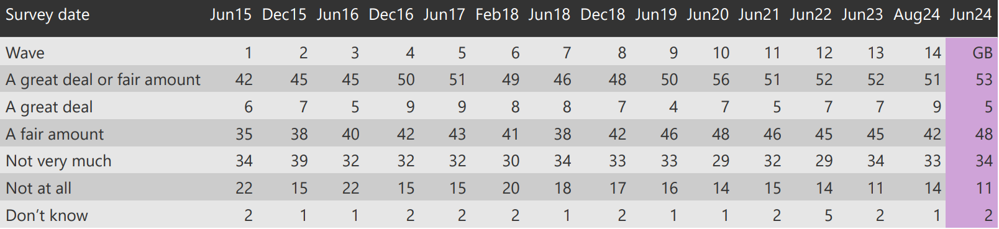 Survey date Jun15 Dec15 Jun16 Dec16 Jun17 Feb18 Jun18 Dec18 Jun19 Jun20 Jun21 Jun22 Jun23 Aug24 Jun24
Wave 1 2 3 4 5 6 7 8 9 10 11 12 13 14 GB
A great deal or fair amount 42 45 45 50 51 49 46 48 50 56 51 52 52 51 53
A great deal 6 7 5 9 9 8 8 7 4 7 5 7 7 9 5
A fair amount 35 38 40 42 43 41 38 42 46 48 46 45 45 42 48
Not very much 34 39 32 32 32 30 34 33 33 29 32 29 34 33 34
Not at all 22 15 22 15 15 20 18 17 16 14 15 14 11 14 11
Don’t know 2 1 1 2 2 2 1 2 1 1 2 5 2 1 2